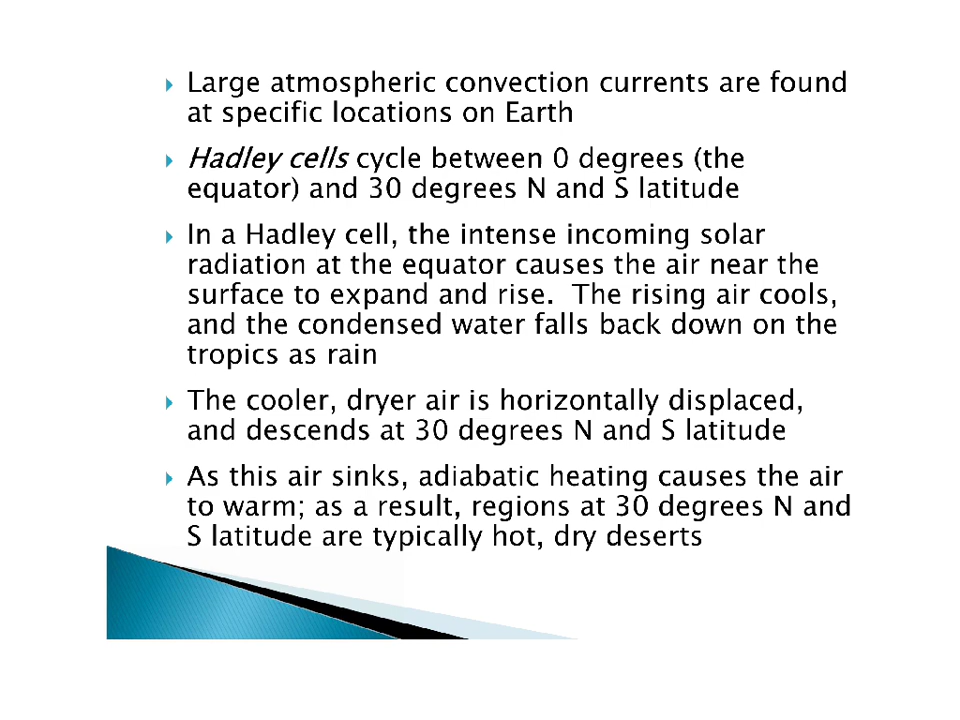 Large atmospheric convection currents are found
at specific locations on Earth
Hadley cells cycle between 0 degrees (the
equator) and 30 degrees N and S latitude
In a Hadley cell, the intense incoming solar
radiation at the equator causes the air near the
surface to expand and rise.  The rising air cools,
and the condensed water falls back down on the
tropics as rain
The cooler, dryer air is horizontally displaced,
and descends at 30 degrees N and S latitude
As this air sinks, adiabatic heating causes the air
to warm; as a result, regions at 30 degrees N and
S latitude are typically hot, dry deserts